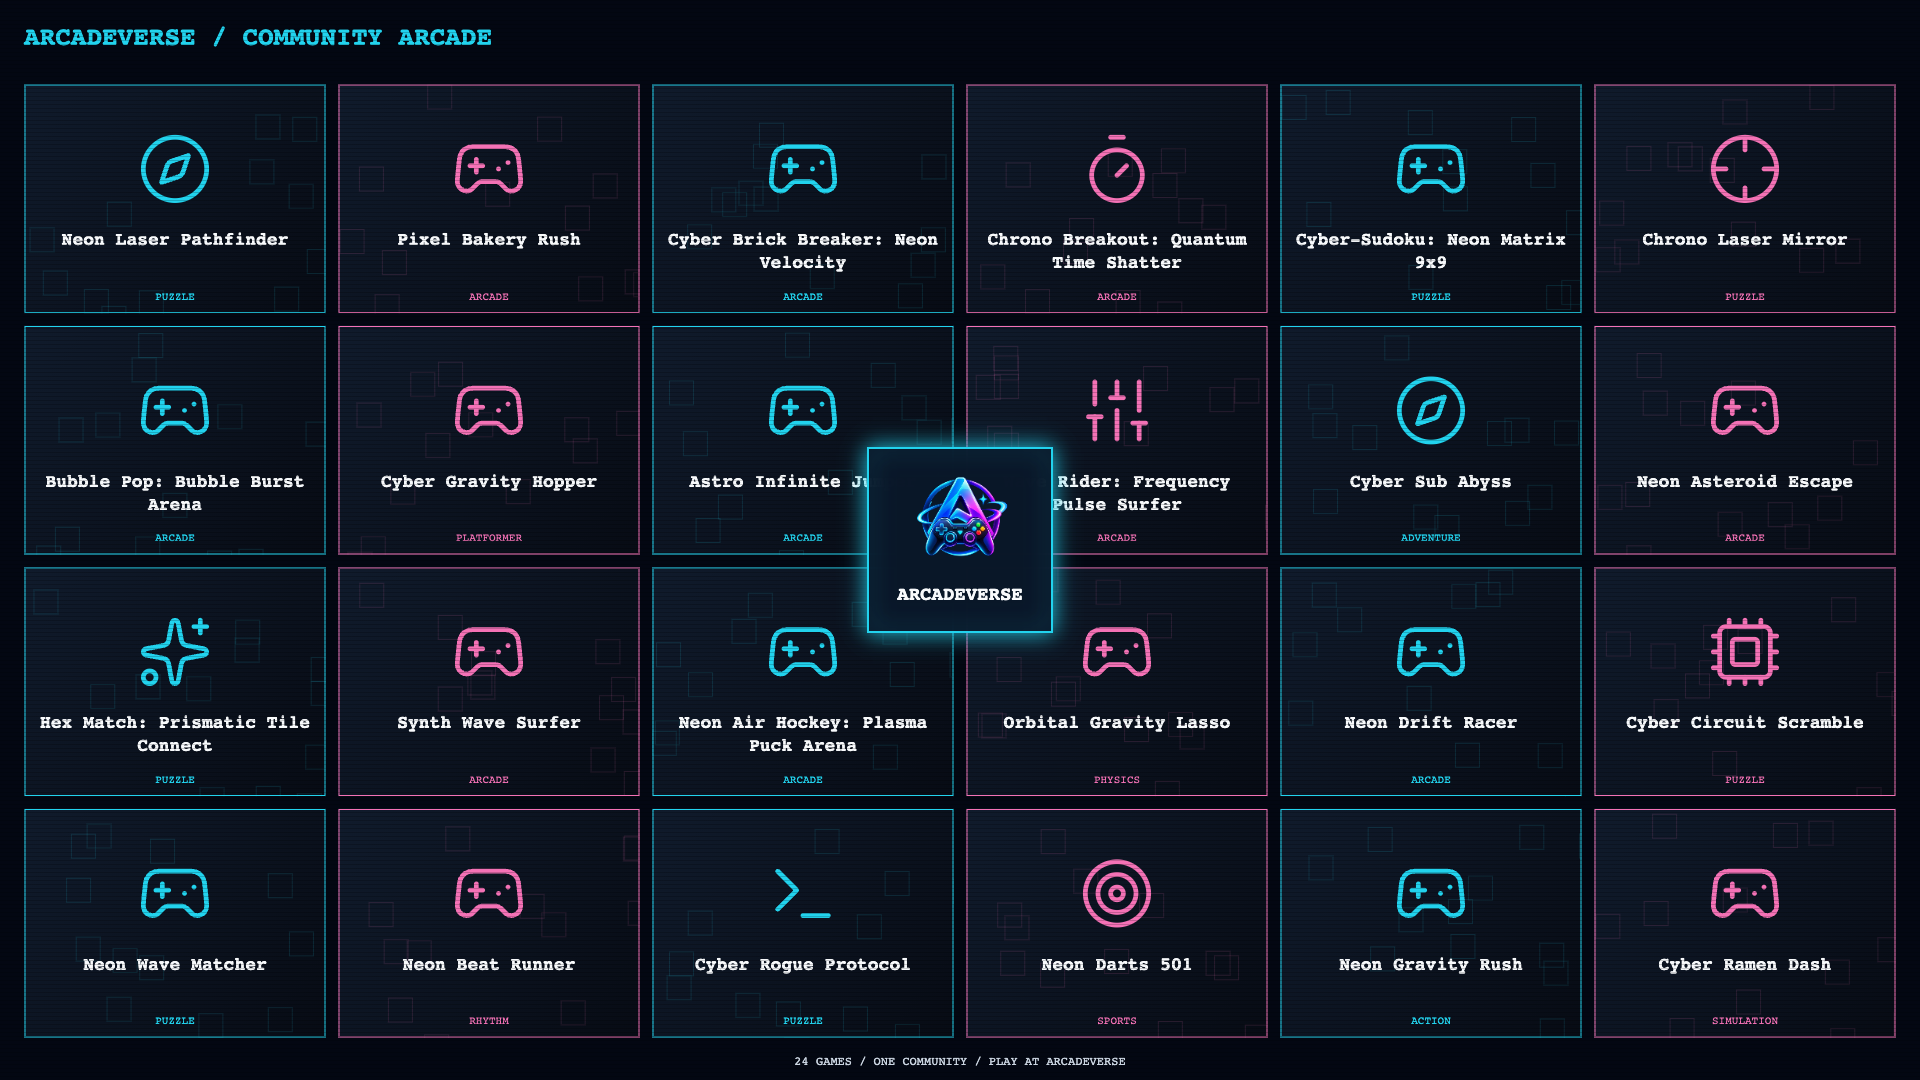 ARCADEVERSE / COMMUNITY ARCADE
Neon Laser Pathfinder
PUZZLE
Pixel Bakery Rush
ARCADE
Cyber Brick Breaker: Neon
Velocity
ARCADE
Chrono Breakout: Quantum
Time Shatter
ARCADE
Cyber-Sudoku: Neon Matrix
9x9
PUZZLE
Chrono Laser Mirror
PUZZLE
Bubble Pop: Bubble Burst
Arena
ARCADE
Cyber Gravity Hopper
PLATFORMER
Astro Infinite
ARCADE
Rider: Frequency
Pulse Surfer
ARCADE
Cyber Sub Abyss
ADVENTURE
Neon Asteroid Escape
ARCADE
ARCADEVERSE
Hex Match: Prismatic Tile
Connect
PUZZLE
Synth Wave Surfer
ARCADE
Neon Air Hockey: Plasma
Puck Arena
ARCADE
Orbital Gravity Lasso
PHYSICS
Neon Drift Racer
ARCADE
Cyber Circuit Scramble
PUZZLE
Neon Wave Matcher
PUZZLE
Neon Beat Runner
RHYTHM
Cyber Rogue Protocol
PUZZLE
Neon Darts 501
SPORTS
Neon Gravity Rush
ACTION
Cyber Ramen Dash
SIMULATION
24 GAMES / ONE COMMUNITY / PLAY AT ARCADEVERSE